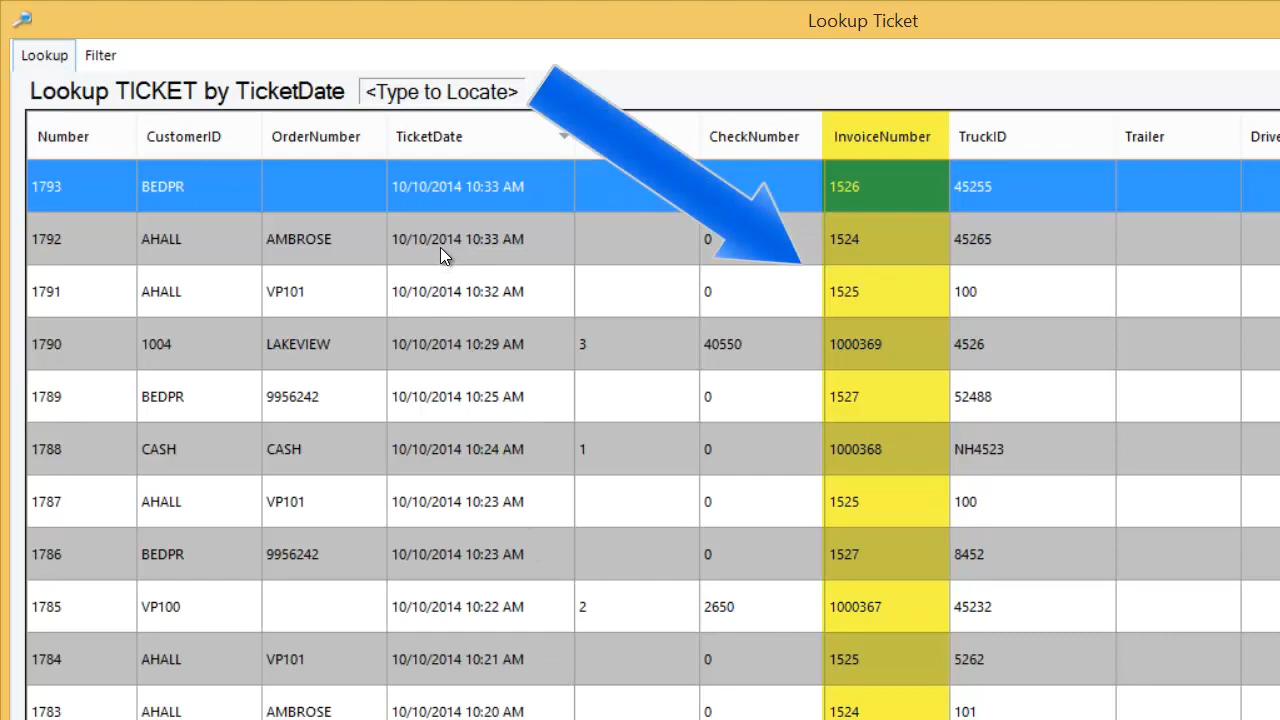 Lookup Ticket
Lookup Filter
Lookup TICKET by TicketDate <Type to Locate>
Number CustomerID OrderNumber TicketDate CheckNumber InvoiceNumber TruckID Trailer Drive
1793 BEDPR 10/10/2014 10:33 AM 1526 45255
1792 AHALL AMBROSE 10/10/2014 10:33 AM 0 1524 45265
1791 AHALL VP101 10/10/2014 10:32 AM 0 1525 100
1790 1004 LAKEVIEW 10/10/2014 10:29 AM 3 40550 1000369 4526
1789 BEDPR 9956242 10/10/2014 10:25 AM 0 1527 52488
1788 CASH CASH 10/10/2014 10:24 AM 1 0 1000368 NH4523
1787 AHALL VP101 10/10/2014 10:23 AM 0 1525 100
1786 BEDPR 9956242 10/10/2014 10:23 AM 0 1527 8452
1785 VP100 10/10/2014 10:22 AM 2 2650 1000367 45232
1784 AHALL VP101 10/10/2014 10:21 AM 0 1525 5262
1783 AHALL AMBROSE 10/10/2014 10:20 AM 0 1524 101